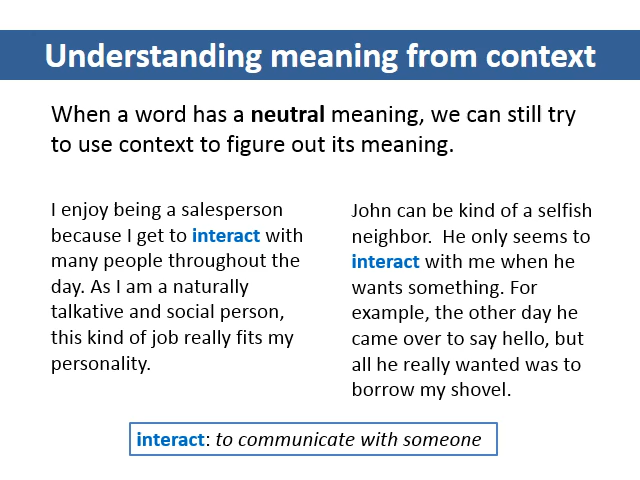 Understanding meaning from context
When a word has a neutral meaning, we can still try
to use context to figure out its meaning.
I enjoy being a salesperson
because I get to interact with
many people throughout the
day. As I am a naturally
talkative and social person,
this kind of job really fits my
personality.
John can be kind of a selfish
neighbor.  He only seems to
interact with me when he
wants something. For
example, the other day he
came over to say hello, but
all he really wanted was to
borrow my shovel.
interact: to communicate with someone